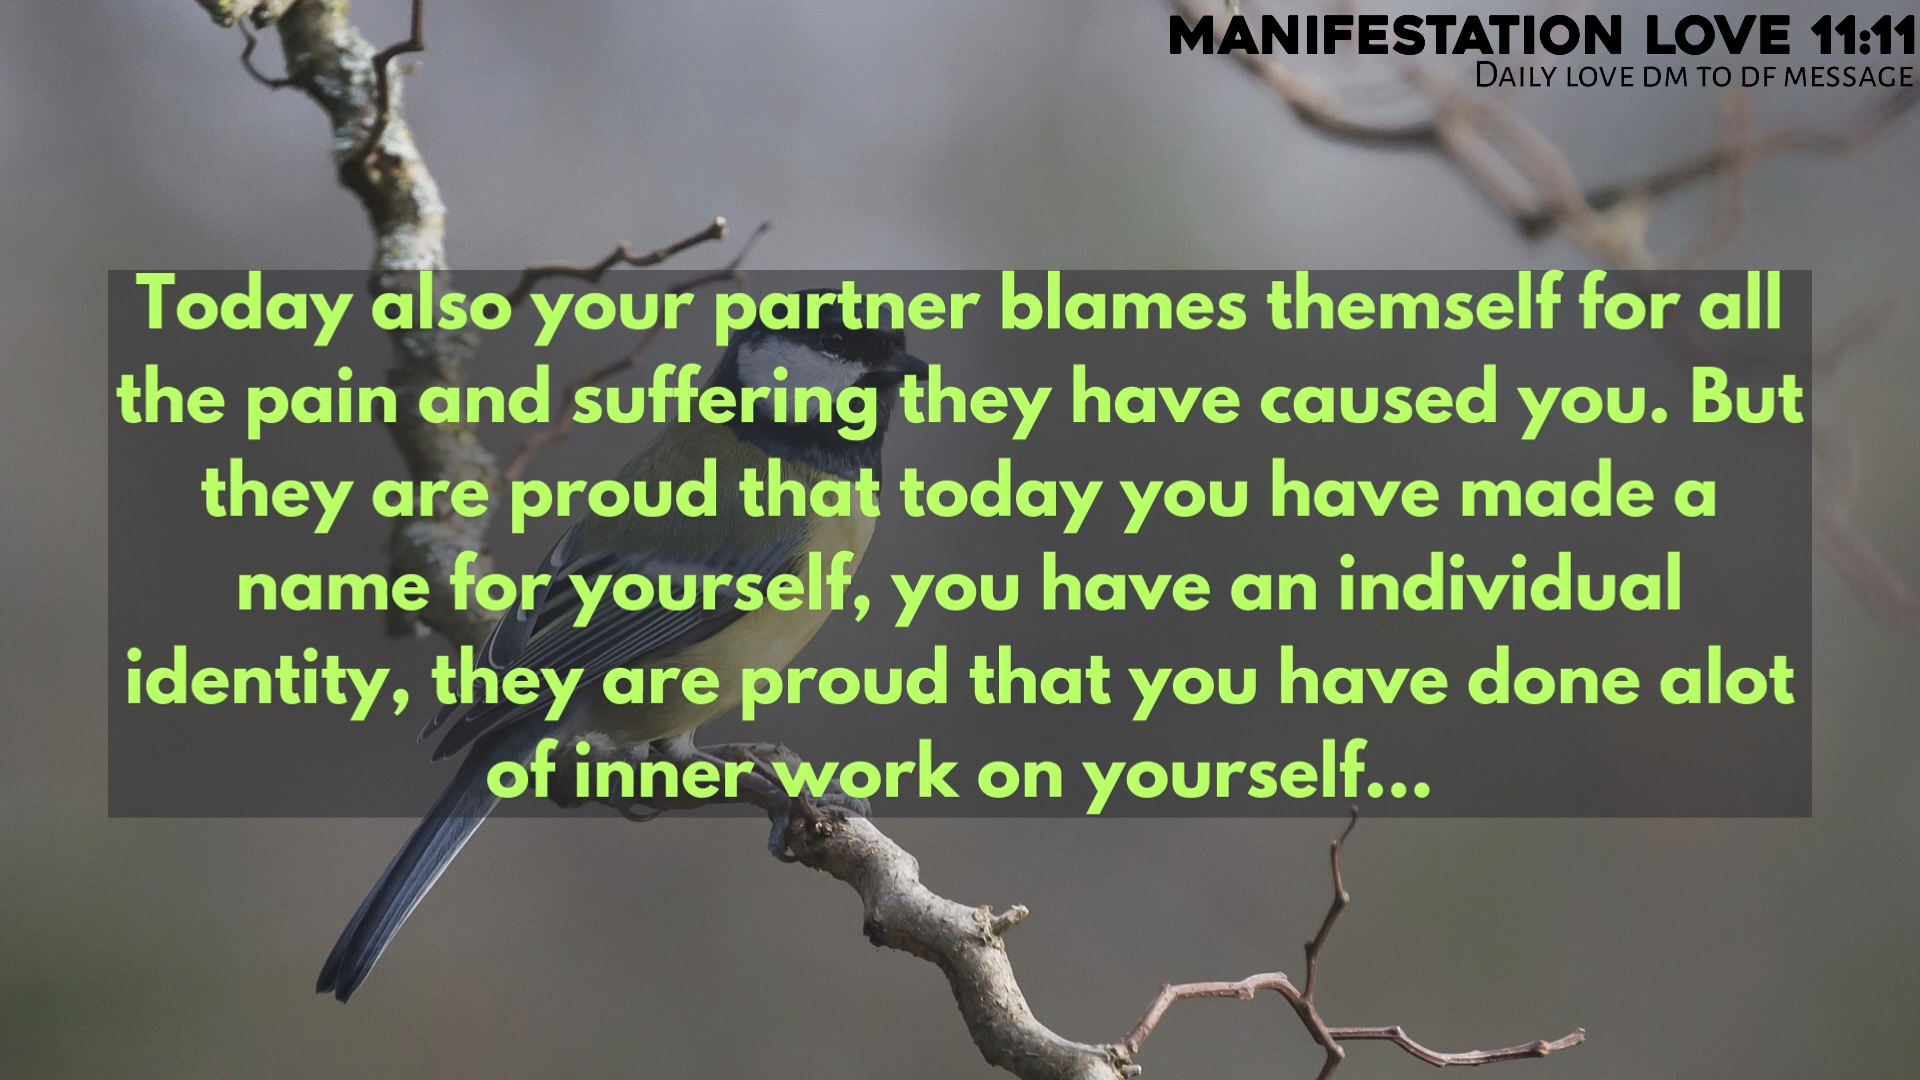 MANIFESTATION LOVE 11:11
DAILY LOVE DM TO DF MESSAGE
Today also your partner blames themself for all
the pain and suffering they have caused you. But
they are proud that today you have made a
name for yourself, you have an individual
identity, they are proud that you have done alot
of inner work on yourself...